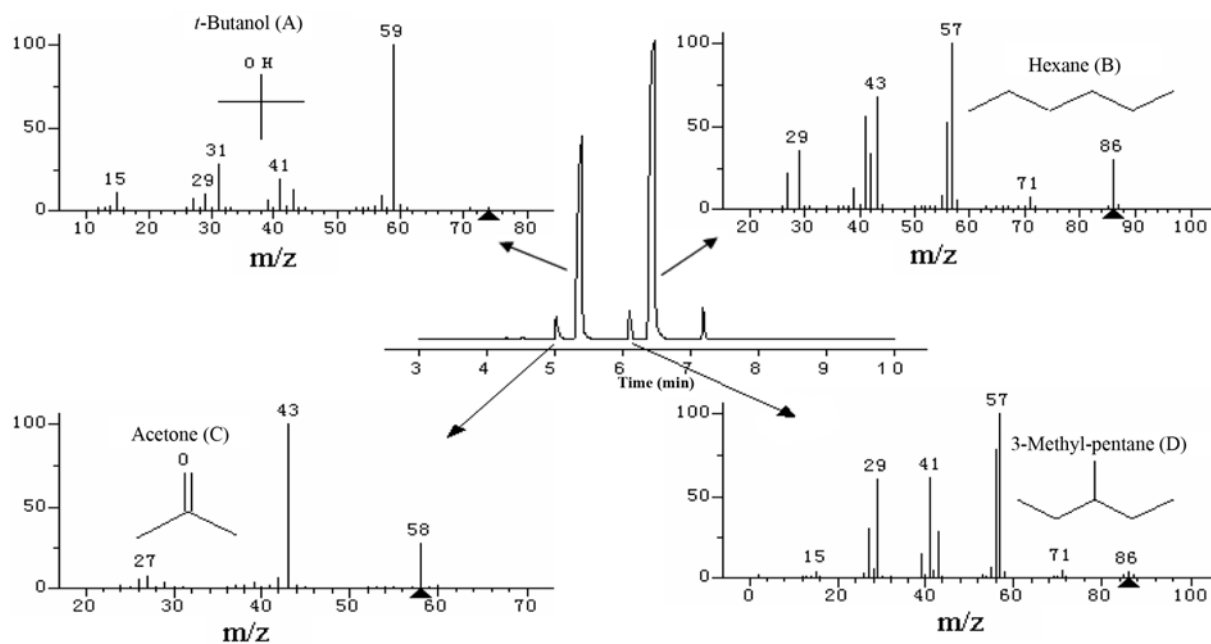 t-Butanol (A)
O H
100
50
0
15
29
31
41
59
10 20 30 40 50 60 70 80
m/z
Hexane (B)
100
50
0
29
43
57
71
86
20 30 40 50 60 70 80 90 100
m/z
3 4 5 6 7 8 9 10
Time (min)
Acetone (C)
O
100
50
0
27
43
58
20 30 40 50 60 70
m/z
3-Methyl-pentane (D)
100
50
0
15
29
41
57
71
86
0 20 40 60 80 100
m/z